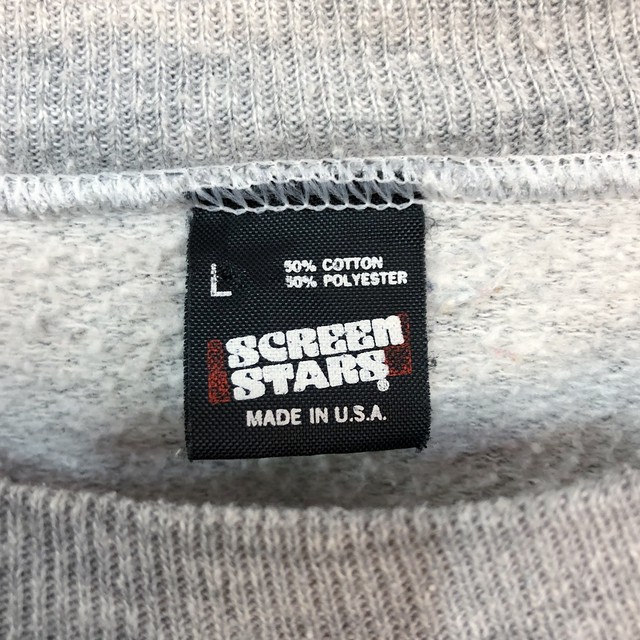 L
50% COTTON
50% POLYESTER
SCREEN
STARS®
MADE IN U.S.A.